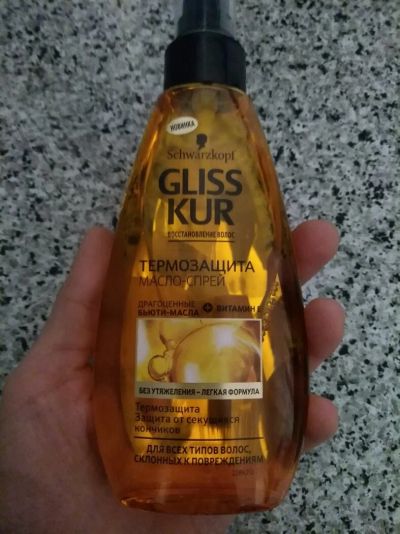 НОВИНКА
Schwarzkopf
GLISS
KUR
ВОССТАНОВЛЕНИЕ ВОЛОС
ТЕРМОЗАЩИТА
МАСЛО-СПРЕЙ
ДРАГОЦЕННЫЕ
БЬЮТИ-МАСЛА + ВИТАМИН E
БЕЗ УТЯЖЕЛЕНИЯ – ЛЕГКАЯ ФОРМУЛА
Термозащита
Защита от секущихся
кончиков
ДЛЯ ВСЕХ ТИПОВ ВОЛОС,
СКЛОННЫХ К ПОВРЕЖДЕНИЯМ